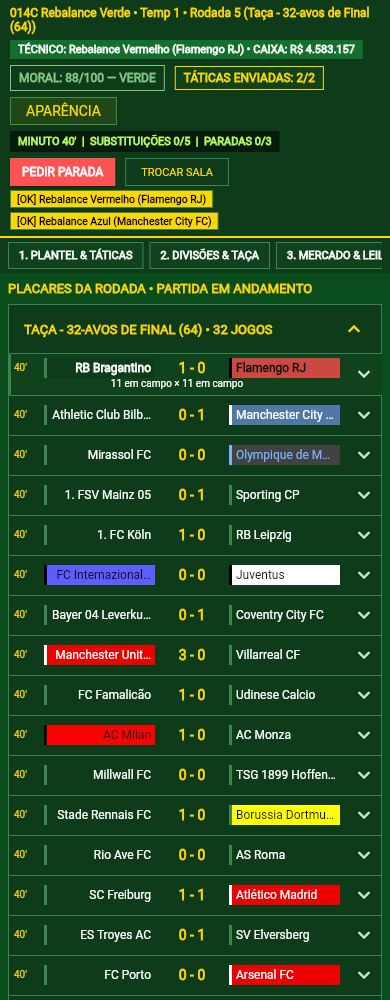 014C Rebalance Verde • Temp 1 • Rodada 5 (Taça - 32-avos de Final
(64))
TÉCNICO: Rebalance Vermelho (Flamengo RJ) • CAIXA: R$ 4.583.157
MORAL: 88/100 — VERDE
TÁTICAS ENVIADAS: 2/2
APARÊNCIA
MINUTO 40' | SUBSTITUIÇÕES 0/5 | PARADAS 0/3
PEDIR PARADA
TROCAR SALA
[OK] Rebalance Vermelho (Flamengo RJ)
[OK] Rebalance Azul (Manchester City FC)
1. PLANTEL & TÁTICAS
2. DIVISÕES & TAÇA
3. MERCADO & LEIL
PLACARES DA RODADA • PARTIDA EM ANDAMENTO
TAÇA - 32-AVOS DE FINAL (64) • 32 JOGOS
40' RB Bragantino 1 - 0 Flamengo RJ
11 em campo × 11 em campo
40' Athletic Club Bilb... 0 - 1 Manchester City ...
40' Mirassol FC 0 - 0 Olympique de M...
40' 1. FSV Mainz 05 0 - 1 Sporting CP
40' 1. FC Köln 1 - 0 RB Leipzig
40' FC Internazional... 0 - 0 Juventus
40' Bayer 04 Leverku... 0 - 1 Coventry City FC
40' Manchester Unit... 3 - 0 Villarreal CF
40' FC Famalicão 1 - 0 Udinese Calcio
40' AC Milan 1 - 0 AC Monza
40' Millwall FC 0 - 0 TSG 1899 Hoffen...
40' Stade Rennais FC 1 - 0 Borussia Dortmu...
40' Rio Ave FC 0 - 0 AS Roma
40' SC Freiburg 1 - 1 Atlético Madrid
40' ES Troyes AC 0 - 1 SV Elversberg
40' FC Porto 0 - 0 Arsenal FC